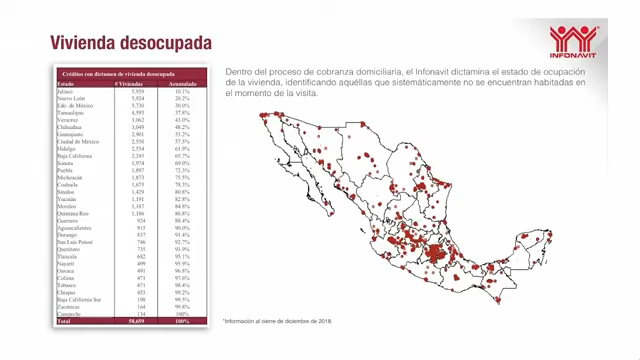 Vivienda desocupada
INFONAVIT
Dentro del proceso de cobranza domiciliaria, el Infonavit dictamina el estado de ocupación
de la vivienda, identificando aquéllas que sistemáticamente no se encuentran habitadas
en el momento de la visita.
Créditos con dictamen de vivienda desocupada
Estado # Viviendas Acumulado
Jalisco 5,939 10.1%
Nuevo León 5,924 20.2%
Edo. de México 5,730 30.0%
Tamaulipas 4,593 37.8%
Veracruz 43.0%
Chihuahua 3,049 48.2%
Guanajuato 2,901 53.2%
Ciudad de México 2,550 57.5%
Hidalgo 2,534 61.9%
Baja California 2,245 65.7%
Sonora 1,974 69.0%
Puebla 1,897 72.3%
Michoacán 1,873 75.5%
Coahuila 1,675 78.3%
Sinaloa 1,429 80.8%
Yucatán 1,191 82.8%
Morelos 1,187 84.8%
Quintana Roo 1,186 86.8%
Guerrero 924 88.4%
Aguascalientes 915 90.0%
Durango 837 91.4%
San Luis Potosí 746 92.7%
Querétaro 735 93.9%
Tlaxcala 682 95.1%
Nayarit 499 95.9%
Oaxaca 491 96.8%
Colima 471 97.6%
Tabasco 471 98.4%
Chiapas 455 99.2%
Baja California Sur 198 99.5%
Zacatecas 164 99.8%
Campeche 134 100%
Total 58,659 100%
*Información al cierre de diciembre de 2018.